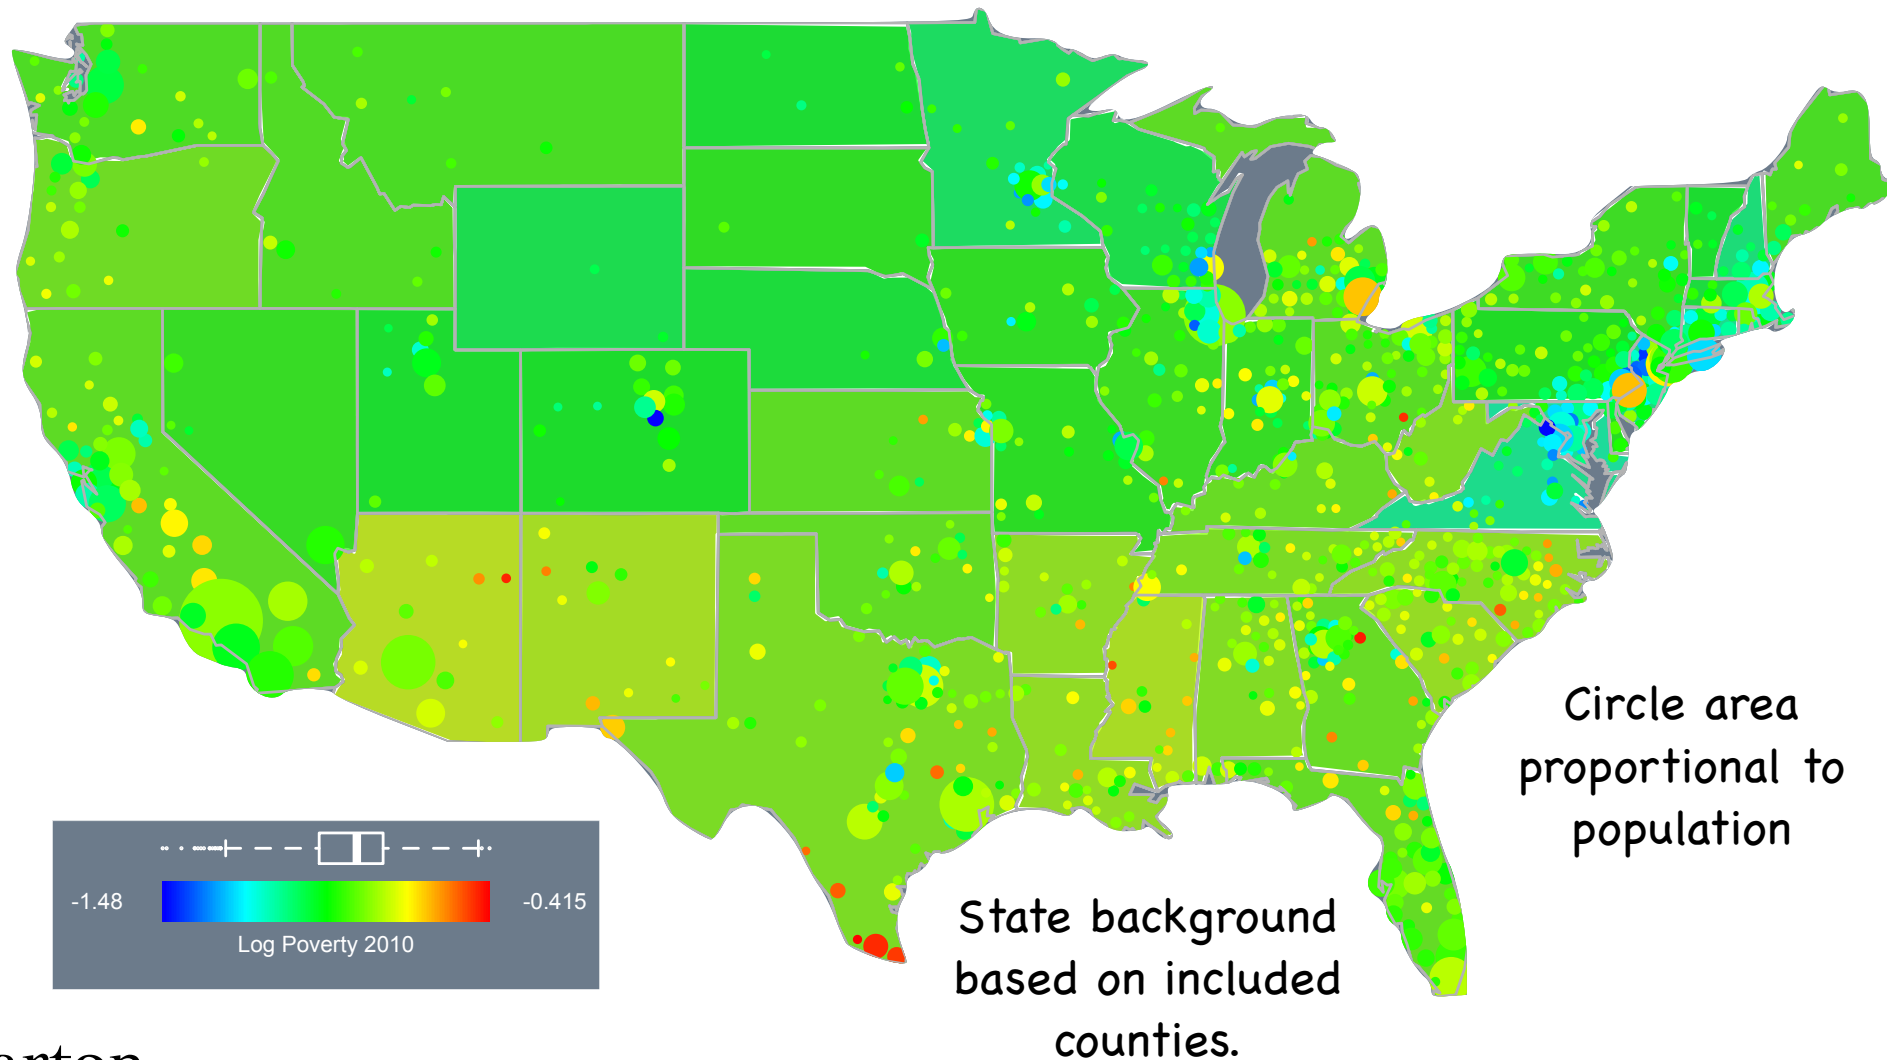 Circle area
proportional to
population
-1.48
-0.415
Log Poverty 2010
State background
based on included
counties.